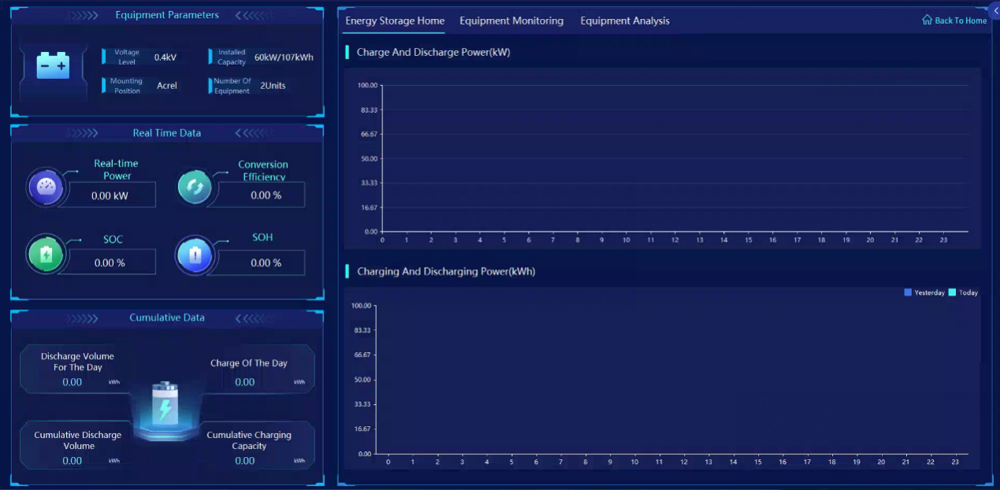 Equipment Parameters
Voltage
Level
0.4kV
Installed
Capacity
60kW/107kWh
Mounting
Position
Acrel
Number Of
Equipment
2Units
Real Time Data
Real-time
Power
0.00 kW
Conversion
Efficiency
0.00 %
SOC
0.00 %
SOH
0.00 %
Cumulative Data
Discharge Volume
For The Day
0.00 kWh
Charge Of The Day
0.00 kWh
Cumulative Discharge
Volume
0.00 kWh
Cumulative Charging
Capacity
0.00 kWh
Energy Storage Home Equipment Monitoring Equipment Analysis Back To Home
Charge And Discharge Power(kW)
100.00
83.33
66.67
50.00
33.33
16.67
0.00
0 1 2 3 4 5 6 7 8 9 10 11 12 13 14 15 16 17 18 19 20 21 22 23
Charging And Discharging Power(kWh)
Yesterday Today
100.00
83.33
66.67
50.00
33.33
16.67
0.00
0 1 2 3 4 5 6 7 8 9 10 11 12 13 14 15 16 17 18 19 20 21 22 23